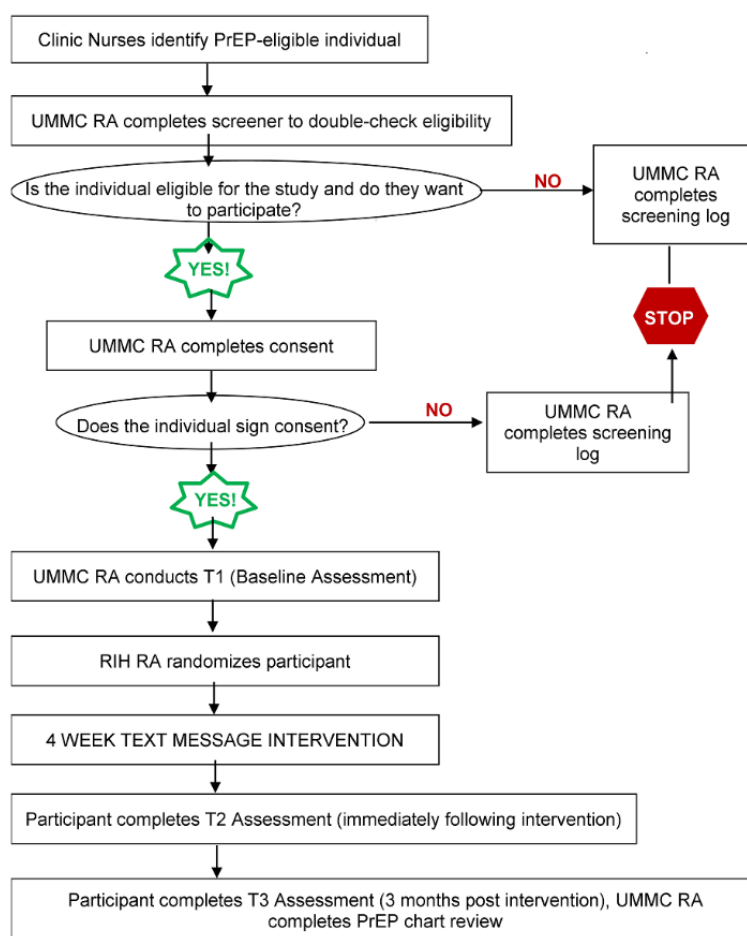 Clinic Nurses identify PrEP-eligible individual
UMMC RA completes screener to double-check eligibility
Is the individual eligible for the study and do they want
to participate?
NO
UMMC RA
completes
screening log
YES!
STOP
UMMC RA completes consent
Does the individual sign consent?
NO
UMMC RA
completes screening
log
YES!
UMMC RA conducts T1 (Baseline Assessment)
RIH RA randomizes participant
4 WEEK TEXT MESSAGE INTERVENTION
Participant completes T2 Assessment (immediately following intervention)
Participant completes T3 Assessment (3 months post intervention), UMMC RA
completes PrEP chart review